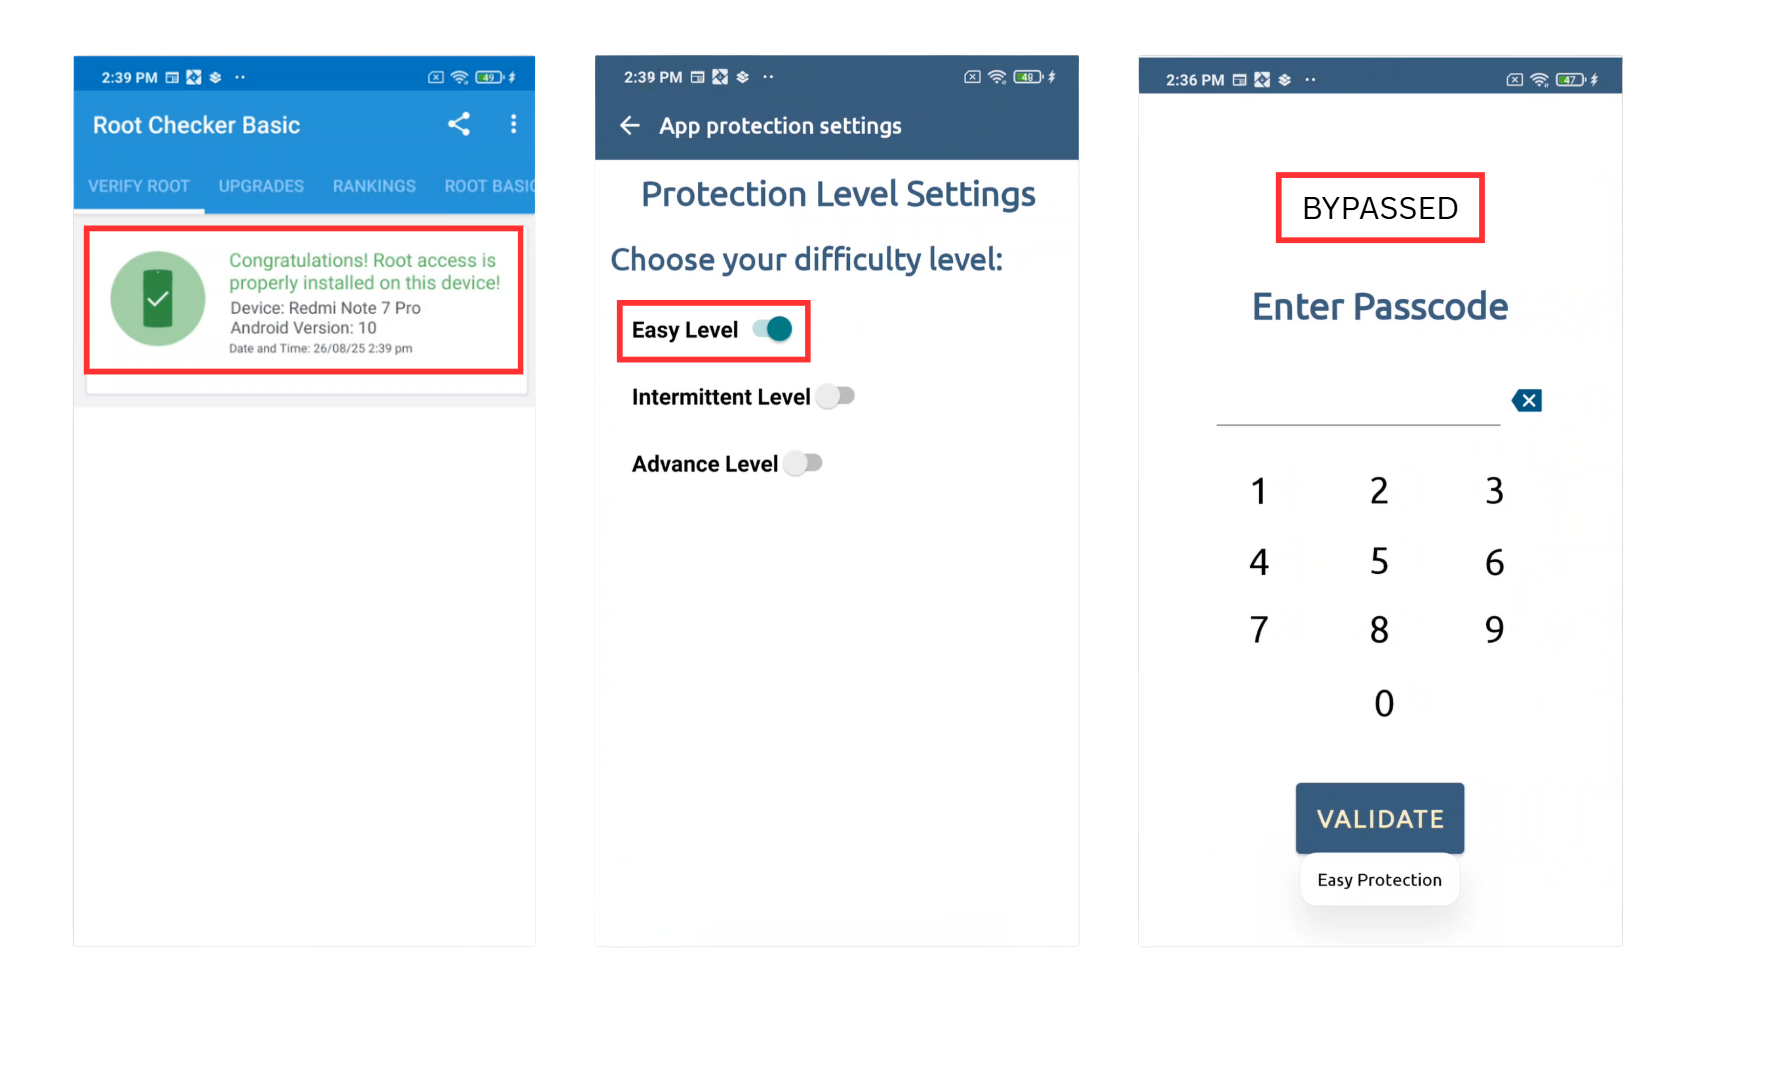 2:39 PM
49
Root Checker Basic
VERIFY ROOT UPGRADES RANKINGS ROOT BASIC
Congratulations! Root access is
properly installed on this device!
Device: Redmi Note 7 Pro
Android Version: 10
Date and Time: 26/08/25 2:39 pm
2:39 PM
49
App protection settings
Protection Level Settings
Choose your difficulty level:
Easy Level
Intermittent Level
Advance Level
2:36 PM
47
BYPASSED
Enter Passcode
1 2 3
4 5 6
7 8 9
0
VALIDATE
Easy Protection